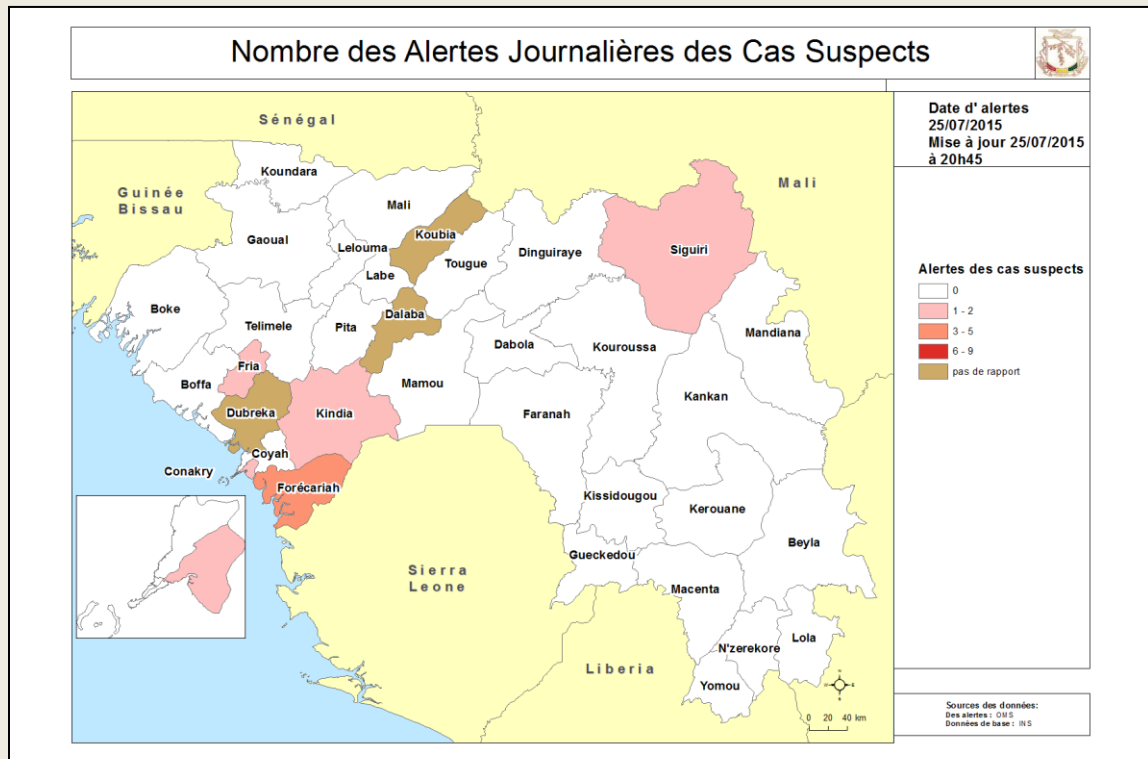 Nombre des Alertes Journalières des Cas Suspects
Date d' alertes
25/07/2015
Mise à jour 25/07/2015
à 20h45
Sénégal
Koundara
Mali
Guinée
Bissau
Mali
Koubia
Gaoual
Lelouma
Siguiri
Dinguiraye
Tougue
Labe
Boke
Dalaba
Telimele
Pita
Mandiana
Dabola
Kouroussa
Fria
Boffa
Mamou
Kankan
Dubreka
Kindia
Faranah
Coyah
Conakry
Forécariah
Kissidougou
Kerouane
Beyla
Gueckedou
Sierra
Leone
Macenta
Lola
N'zerekore
Liberia
Yomou
N
0 20 40 km
Alertes des cas suspects
0
1 - 2
3 - 5
6 - 9
pas de rapport
Sources des données:
Des alertes : OMS
Données de base : INS